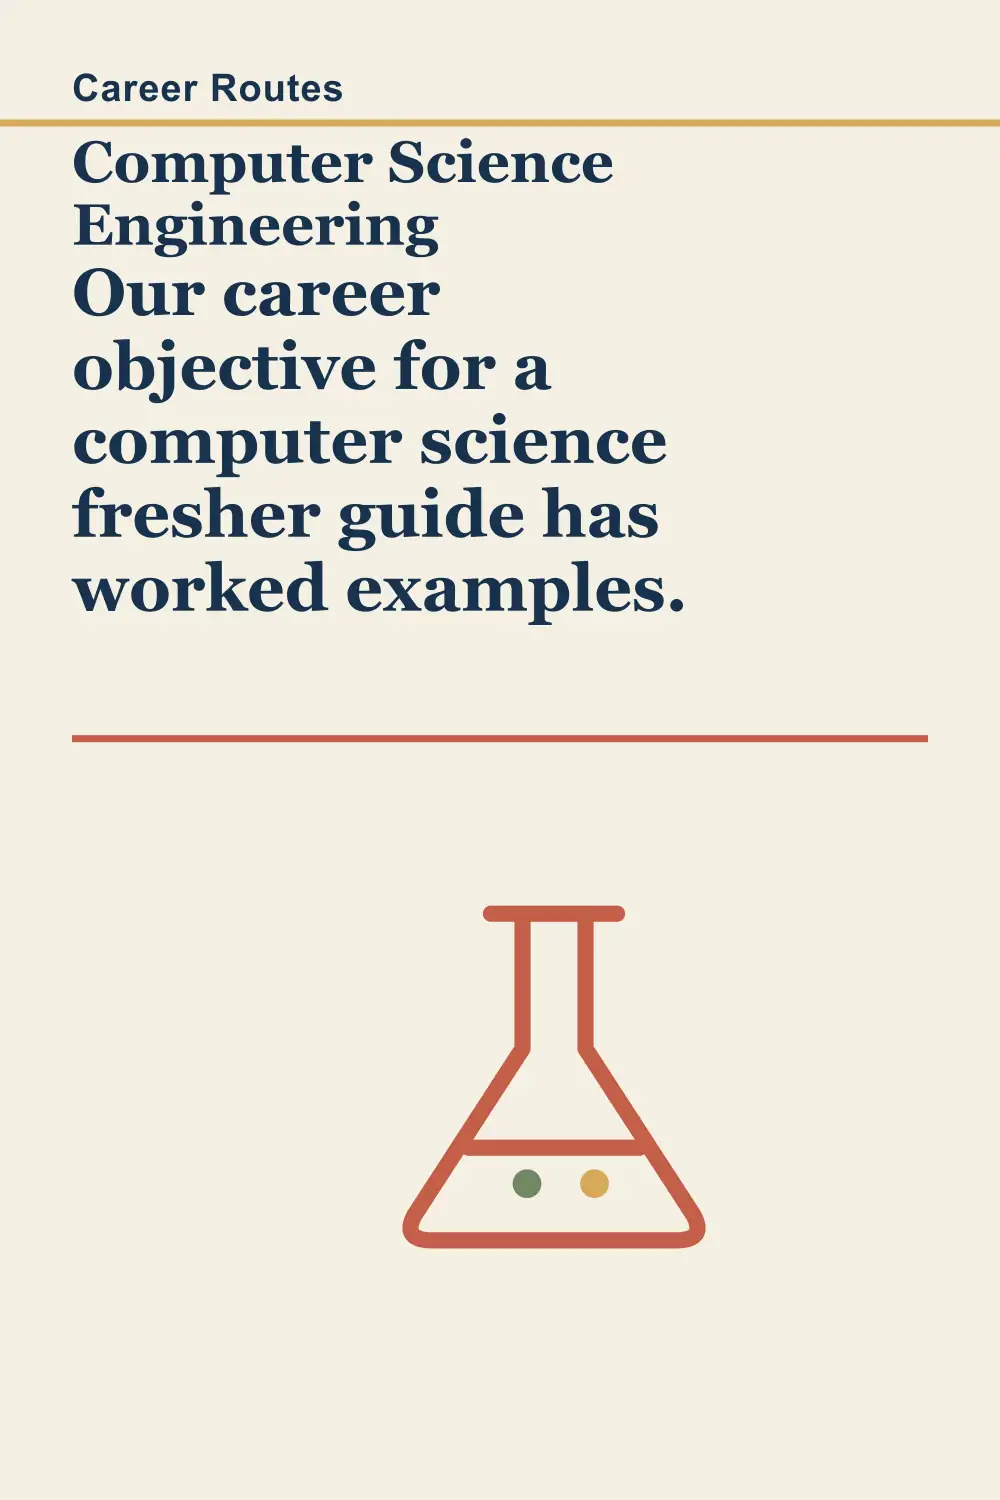 Career Routes
Computer Science
Engineering
Our career
objective for a
computer science
fresher guide has
worked examples.